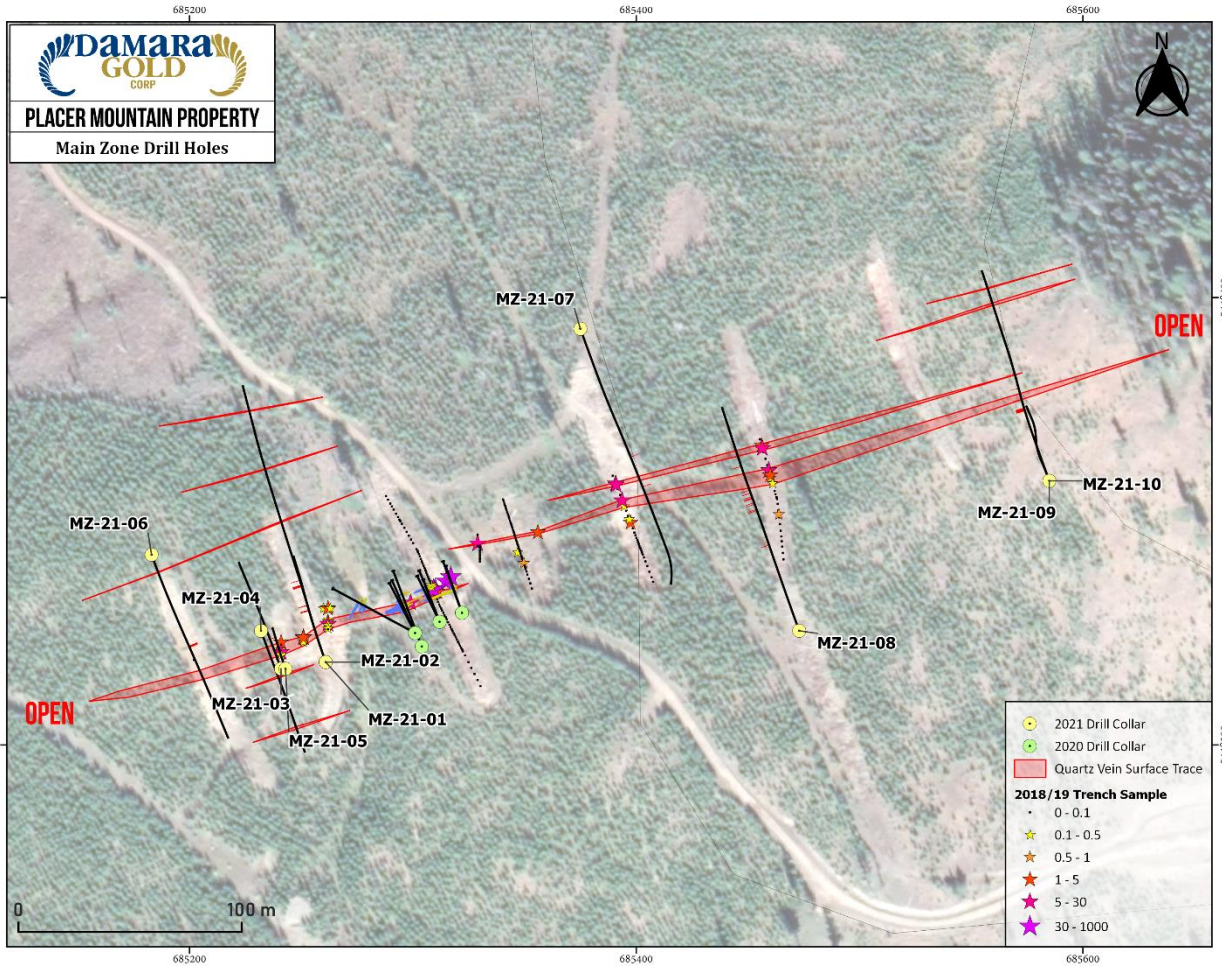 685200
685400
685600
DAMARA
GOLD
CORP
PLACER MOUNTAIN PROPERTY
Main Zone Drill Holes
N
MZ-21-07
OPEN
MZ-21-10
MZ-21-09
MZ-21-06
MZ-21-04
MZ-21-08
MZ-21-02
MZ-21-03
MZ-21-01
OPEN
MZ-21-05
2021 Drill Collar
2020 Drill Collar
Quartz Vein Surface Trace
2018/19 Trench Sample
0 - 0.1
0.1 - 0.5
0.5 - 1
1 - 5
5 - 30
30 - 1000
0
100 m
685200
685400
685600